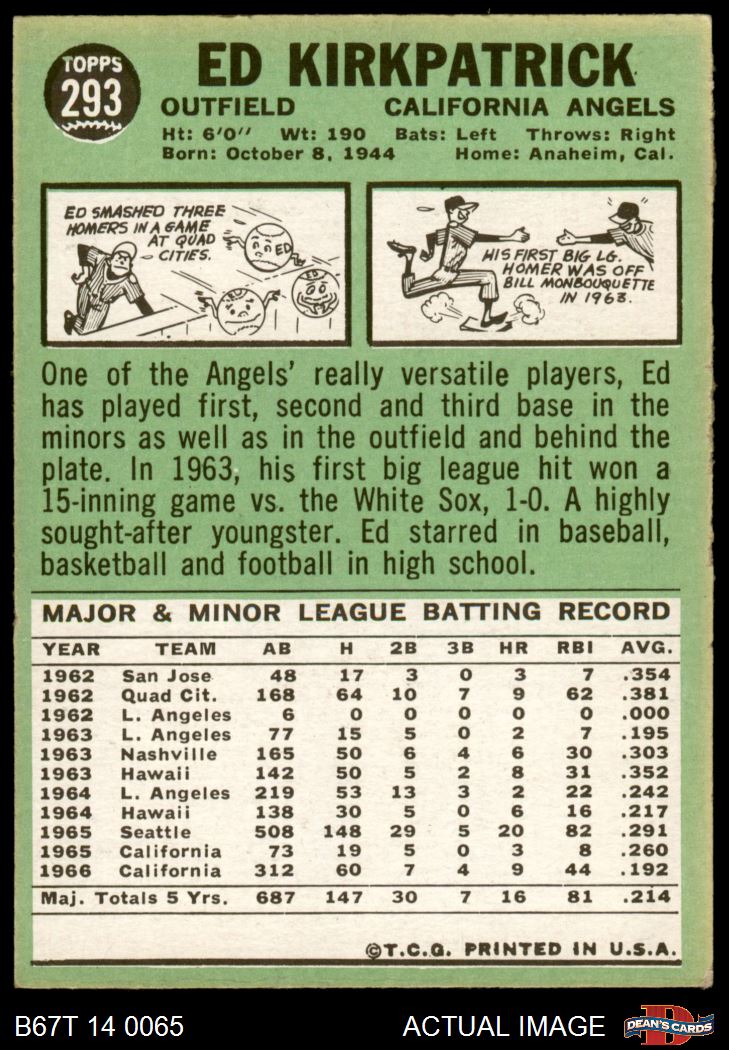 TOPPS
293
ED KIRKPATRICK
OUTFIELD CALIFORNIA ANGELS
Ht: 6'0" Wt: 190 Bats: Left Throws: Right
Born: October 8, 1944 Home: Anaheim, Cal.
ED SMASHED THREE
HOMERS IN A GAME
AT QUAD
CITIES.
ED
ED
ED
HIS FIRST BIG LG.
HOMER WAS OFF
BILL MONBOUQUETTE
IN 1963.
One of the Angels' really versatile players, Ed
has played first, second and third base in the
minors as well as in the outfield and behind the
plate. In 1963, his first big league hit won a
15-inning game vs. the White Sox, 1-0. A highly
sought-after youngster. Ed starred in baseball,
basketball and football in high school.
MAJOR & MINOR LEAGUE BATTING RECORD
YEAR TEAM AB H 2B 3B HR RBI AVG.
1962 San Jose 48 17 3 0 3 7 .354
1962 Quad Cit. 168 64 10 7 9 62 .381
1962 L. Angeles 6 0 0 0 0 0 .000
1963 L. Angeles 77 15 5 0 2 7 .195
1963 Nashville 165 50 6 4 6 30 .303
1963 Hawaii 142 50 5 2 8 31 .352
1964 L. Angeles 219 53 13 3 2 22 .242
1964 Hawaii 138 30 5 0 6 16 .217
1965 Seattle 508 148 29 5 20 82 .291
1965 California 73 19 5 0 3 8 .260
1966 California 312 60 7 4 9 44 .192
Maj. Totals 5 Yrs. 687 147 30 7 16 81 .214
©T.C.G. PRINTED IN U.S.A.
B67T 14 0065 ACTUAL IMAGE
D
DEAN'S CARDS